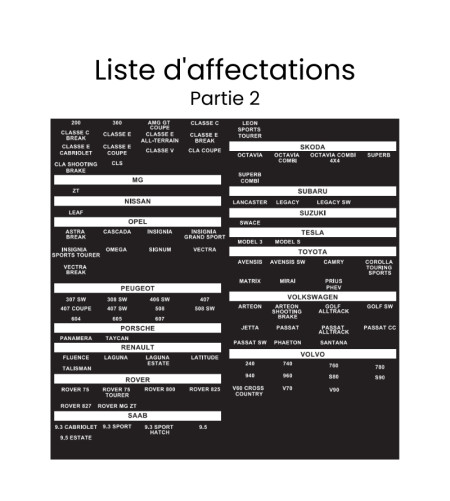 Liste d'affectations
Partie 2
200 300 AMG GT COUPE CLASSE C
CLASSE C BREAK CLASSE E CLASSE E ALL-TERRAIN CLASSE E BREAK
CLASSE E CABRIOLET CLASSE E COUPE CLASSE V CLA COUPE
CLA SHOOTING BRAKE CLS
MG
ZT
NISSAN
LEAF
OPEL
ASTRA BREAK CASCADA INSIGNIA INSIGNIA GRAND SPORT
INSIGNIA SPORTS TOURER OMEGA SIGNUM VECTRA
VECTRA BREAK
PEUGEOT
307 SW 308 SW 406 SW 407
407 COUPE 407 SW 508 508 SW
604 605 607
PORSCHE
PANAMERA TAYCAN
RENAULT
FLUENCE LAGUNA LAGUNA ESTATE LATITUDE
TALISMAN
ROVER
ROVER 75 ROVER 75 TOURER ROVER 800 ROVER 825
ROVER 827 ROVER MG ZT
SAAB
9.3 CABRIOLET 9.3 SPORT 9.3 SPORT HATCH 9.5
9.5 ESTATE
LEON SPORTS TOURER
SKODA
OCTAVIA OCTAVIA COMBI OCTAVIA COMBI 4X4 SUPERB
SUPERB COMBI
SUBARU
LANCASTER LEGACY LEGACY SW
SUZUKI
SWACE
TESLA
MODEL 3 MODEL S
TOYOTA
AVENSIS AVENSIS SW CAMRY COROLLA TOURING SPORTS
MATRIX MIRAI PRIUS PHEV
VOLKSWAGEN
ARTEON ARTEON SHOOTING BRAKE GOLF ALLTRACK GOLF SW
JETTA PASSAT PASSAT ALLTRACK PASSAT CC
PASSAT SW PHAETON SANTANA
VOLVO
240 740 760 780
940 960 S80 S90
V60 CROSS COUNTRY V70 V90